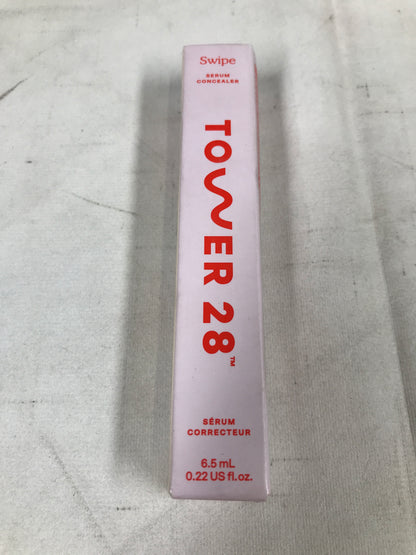 Swipe
SERUM
CONCEALER
TOWER 28™
SÉRUM
CORRECTEUR
6.5 mL
0.22 US fl.oz.